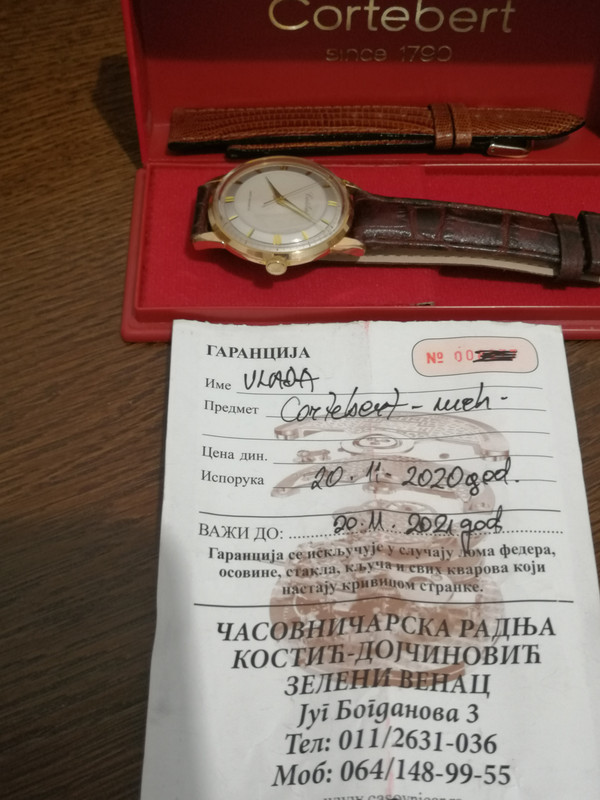 Cortebert
since 1790
ГАРАНЦИЈА
№ 00
Име VLADA
Предмет Cortebert - meh -
Цена дин.
Испорука 20.11.2020 god.
ВАЖИ ДО: 20.11.2021 god
Гаранција се искључује у случају лома федера,
осовине, стакла, кључа и свих кварова који
настају кривицом странке.
ЧАСОВНИЧАРСКА РАДЊА
КОСТИЋ-ДОЈЧИНОВИЋ
ЗЕЛЕНИ ВЕНАЦ
Југ Богданова 3
Тел: 011/2631-036
Моб: 064/148-99-55